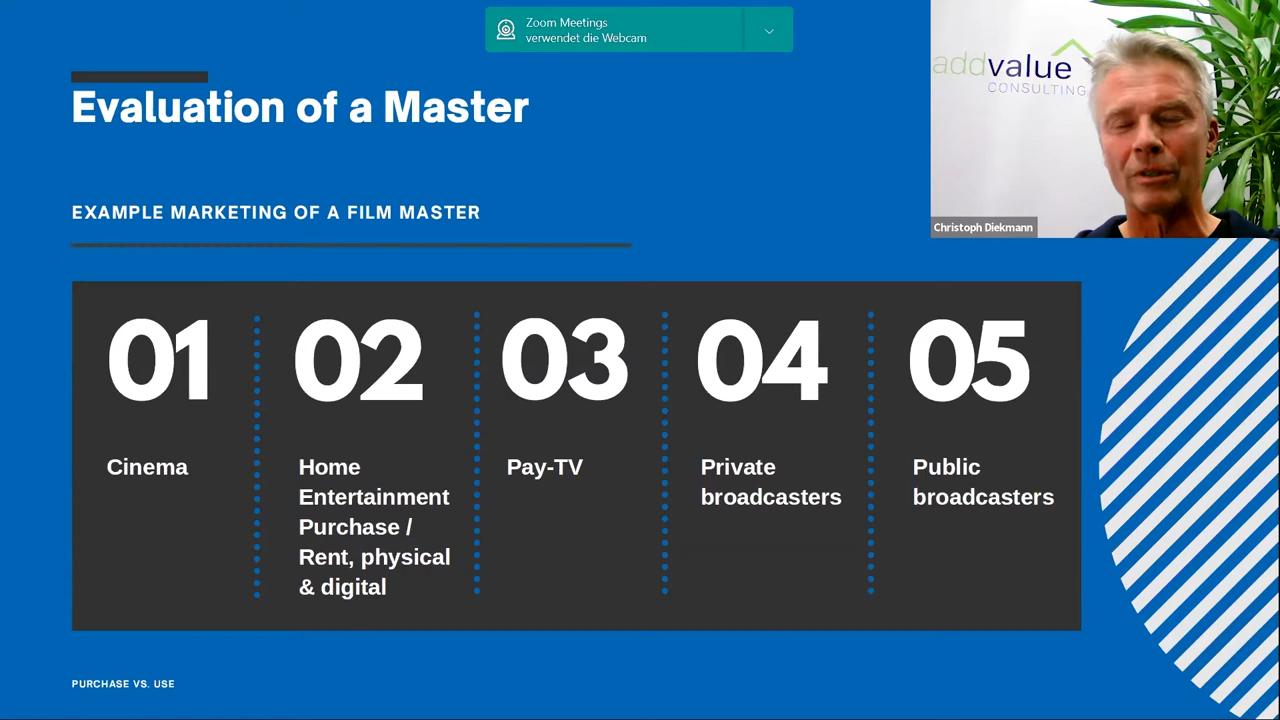 Zoom Meetings
verwendet die Webcam
addvalue
CONSULTING
Christoph Diekmann
Evaluation of a Master
EXAMPLE MARKETING OF A FILM MASTER
01
Cinema
02
Home
Entertainment
Purchase /
Rent, physical
& digital
03
Pay-TV
04
Private
broadcasters
05
Public
broadcasters
PURCHASE VS. USE